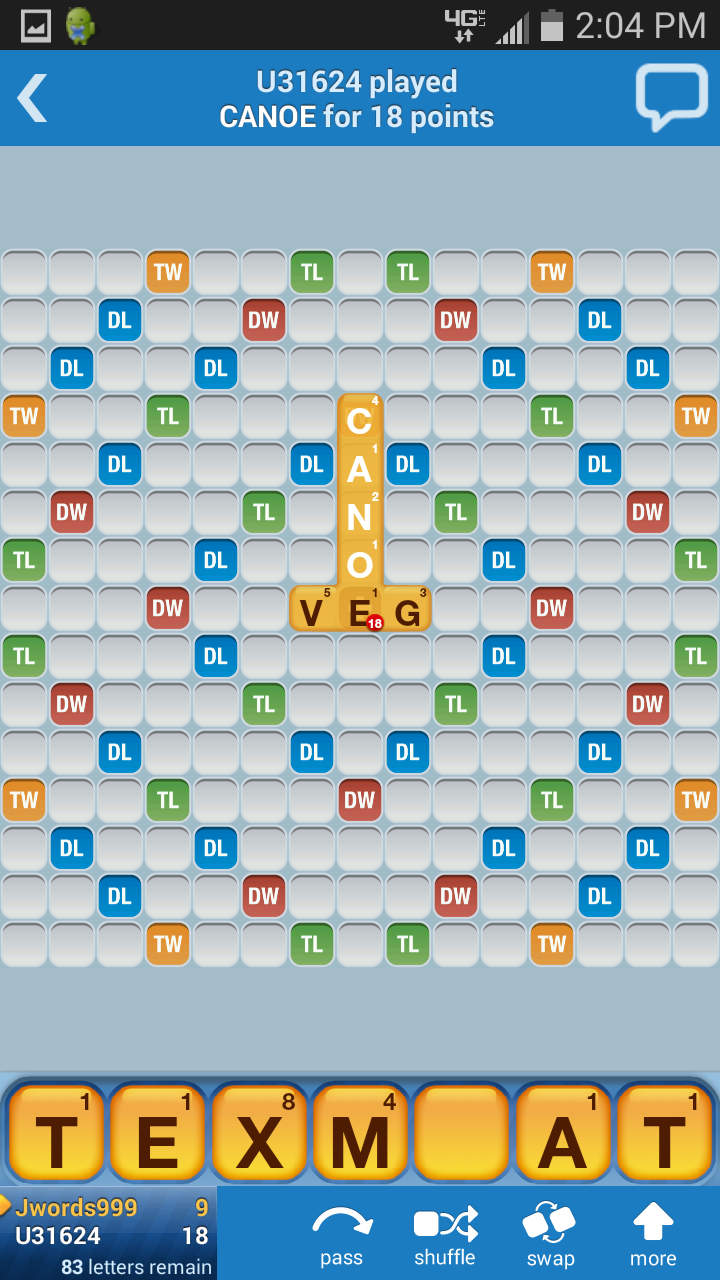 4G LTE 2:04 PM
U31624 played
CANOE for 18 points
TW TL TL TW
DL DW DW DL
DL DL DL DL
TW TL C 4 TL TW
DL DL A 1 DL DL
DW TL N 2 TL DW
TL DL O 1 DL TL
DW V 5 E 1 18 G 3 DW
TL DL DL TL
DW TL TL DW
DL DL DL DL
TW TL DW TL TW
DL DL DL DL
DL DW DW DL
TW TL TL TW
T 1 E 1 X 8 M 4 A 1 T 1
Jwords999 9
U31624 18
83 letters remain
pass shuffle swap more